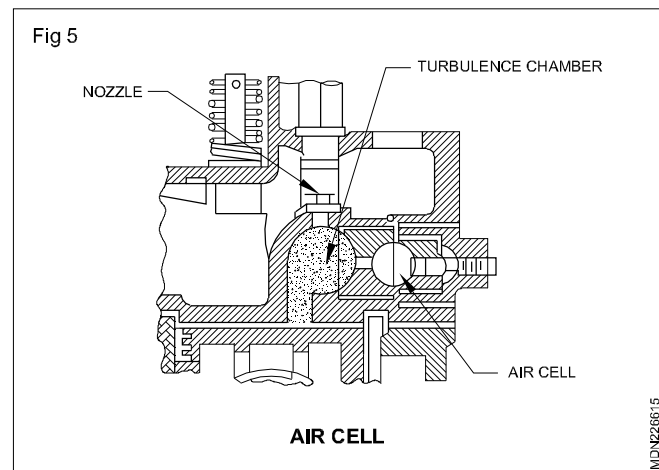 Fig 5
TURBULENCE CHAMBER
NOZZLE
AIR CELL
AIR CELL
MDN226615